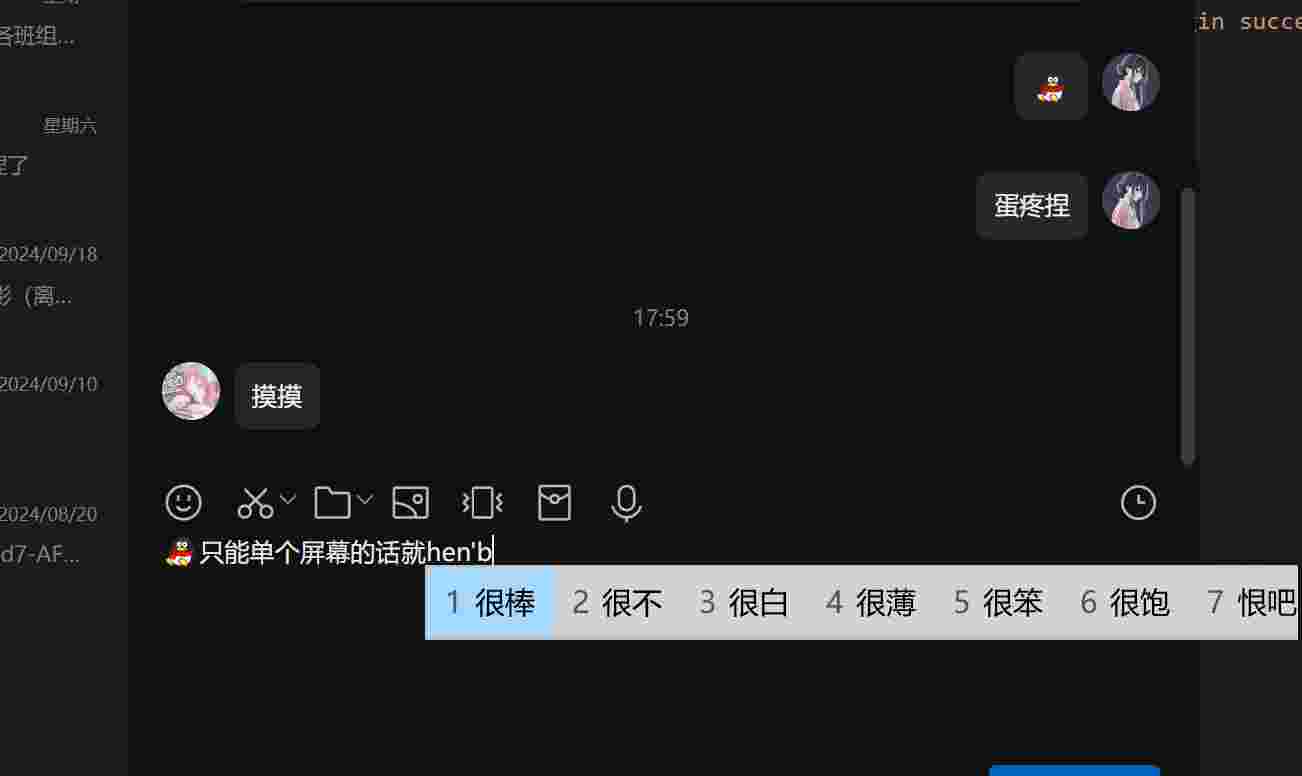 各班组...
星期六
了
2024/09/18
影（离...
2024/09/10
2024/08/20
d7-AF...
in succe
蛋疼捏
17:59
摸摸
只能单个屏幕的话就hen'b
1 很棒 2 很不 3 很白 4 很薄 5 很笨 6 很饱 7 恨吧